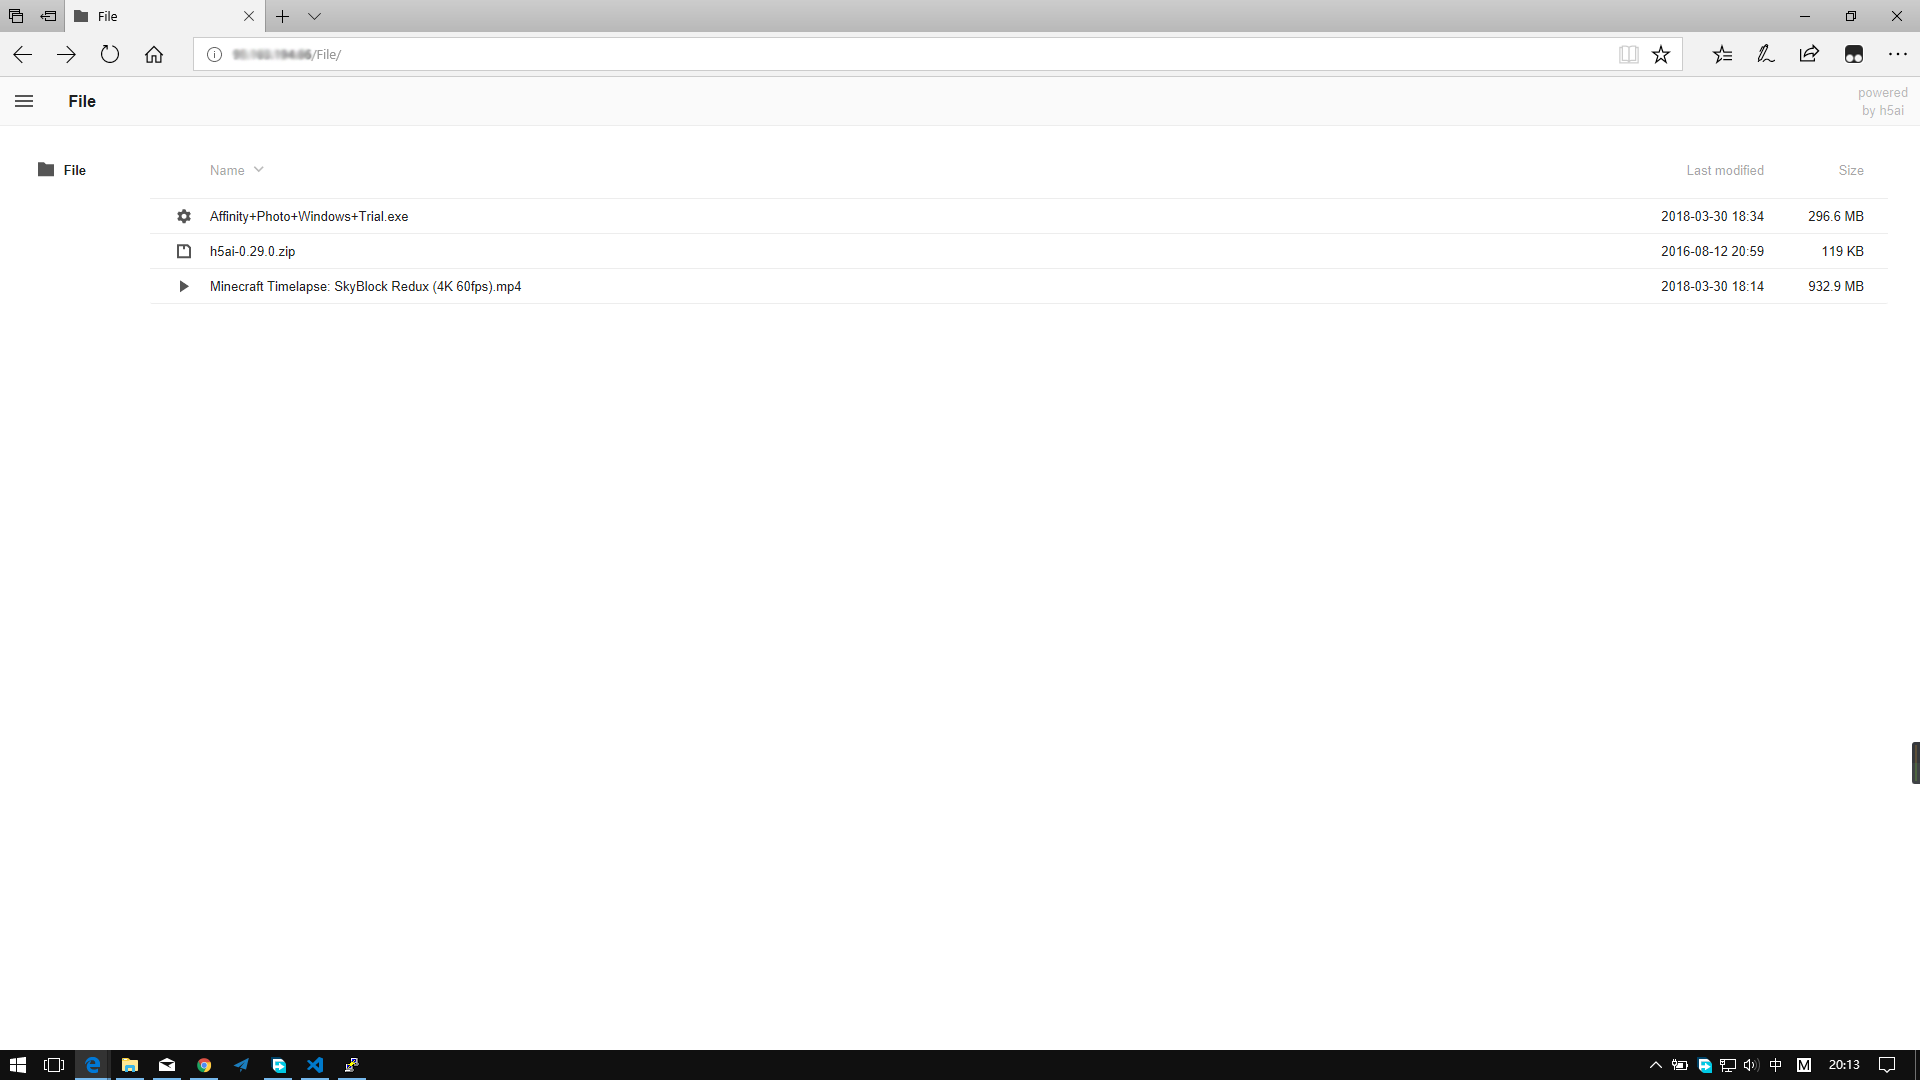 File
/File/
File
powered
by h5ai
File
Name
Last modified
Size
Affinity+Photo+Windows+Trial.exe
2018-03-30 18:34
296.6 MB
h5ai-0.29.0.zip
2016-08-12 20:59
119 KB
Minecraft Timelapse: SkyBlock Redux (4K 60fps).mp4
2018-03-30 18:14
932.9 MB
中
M
20:13